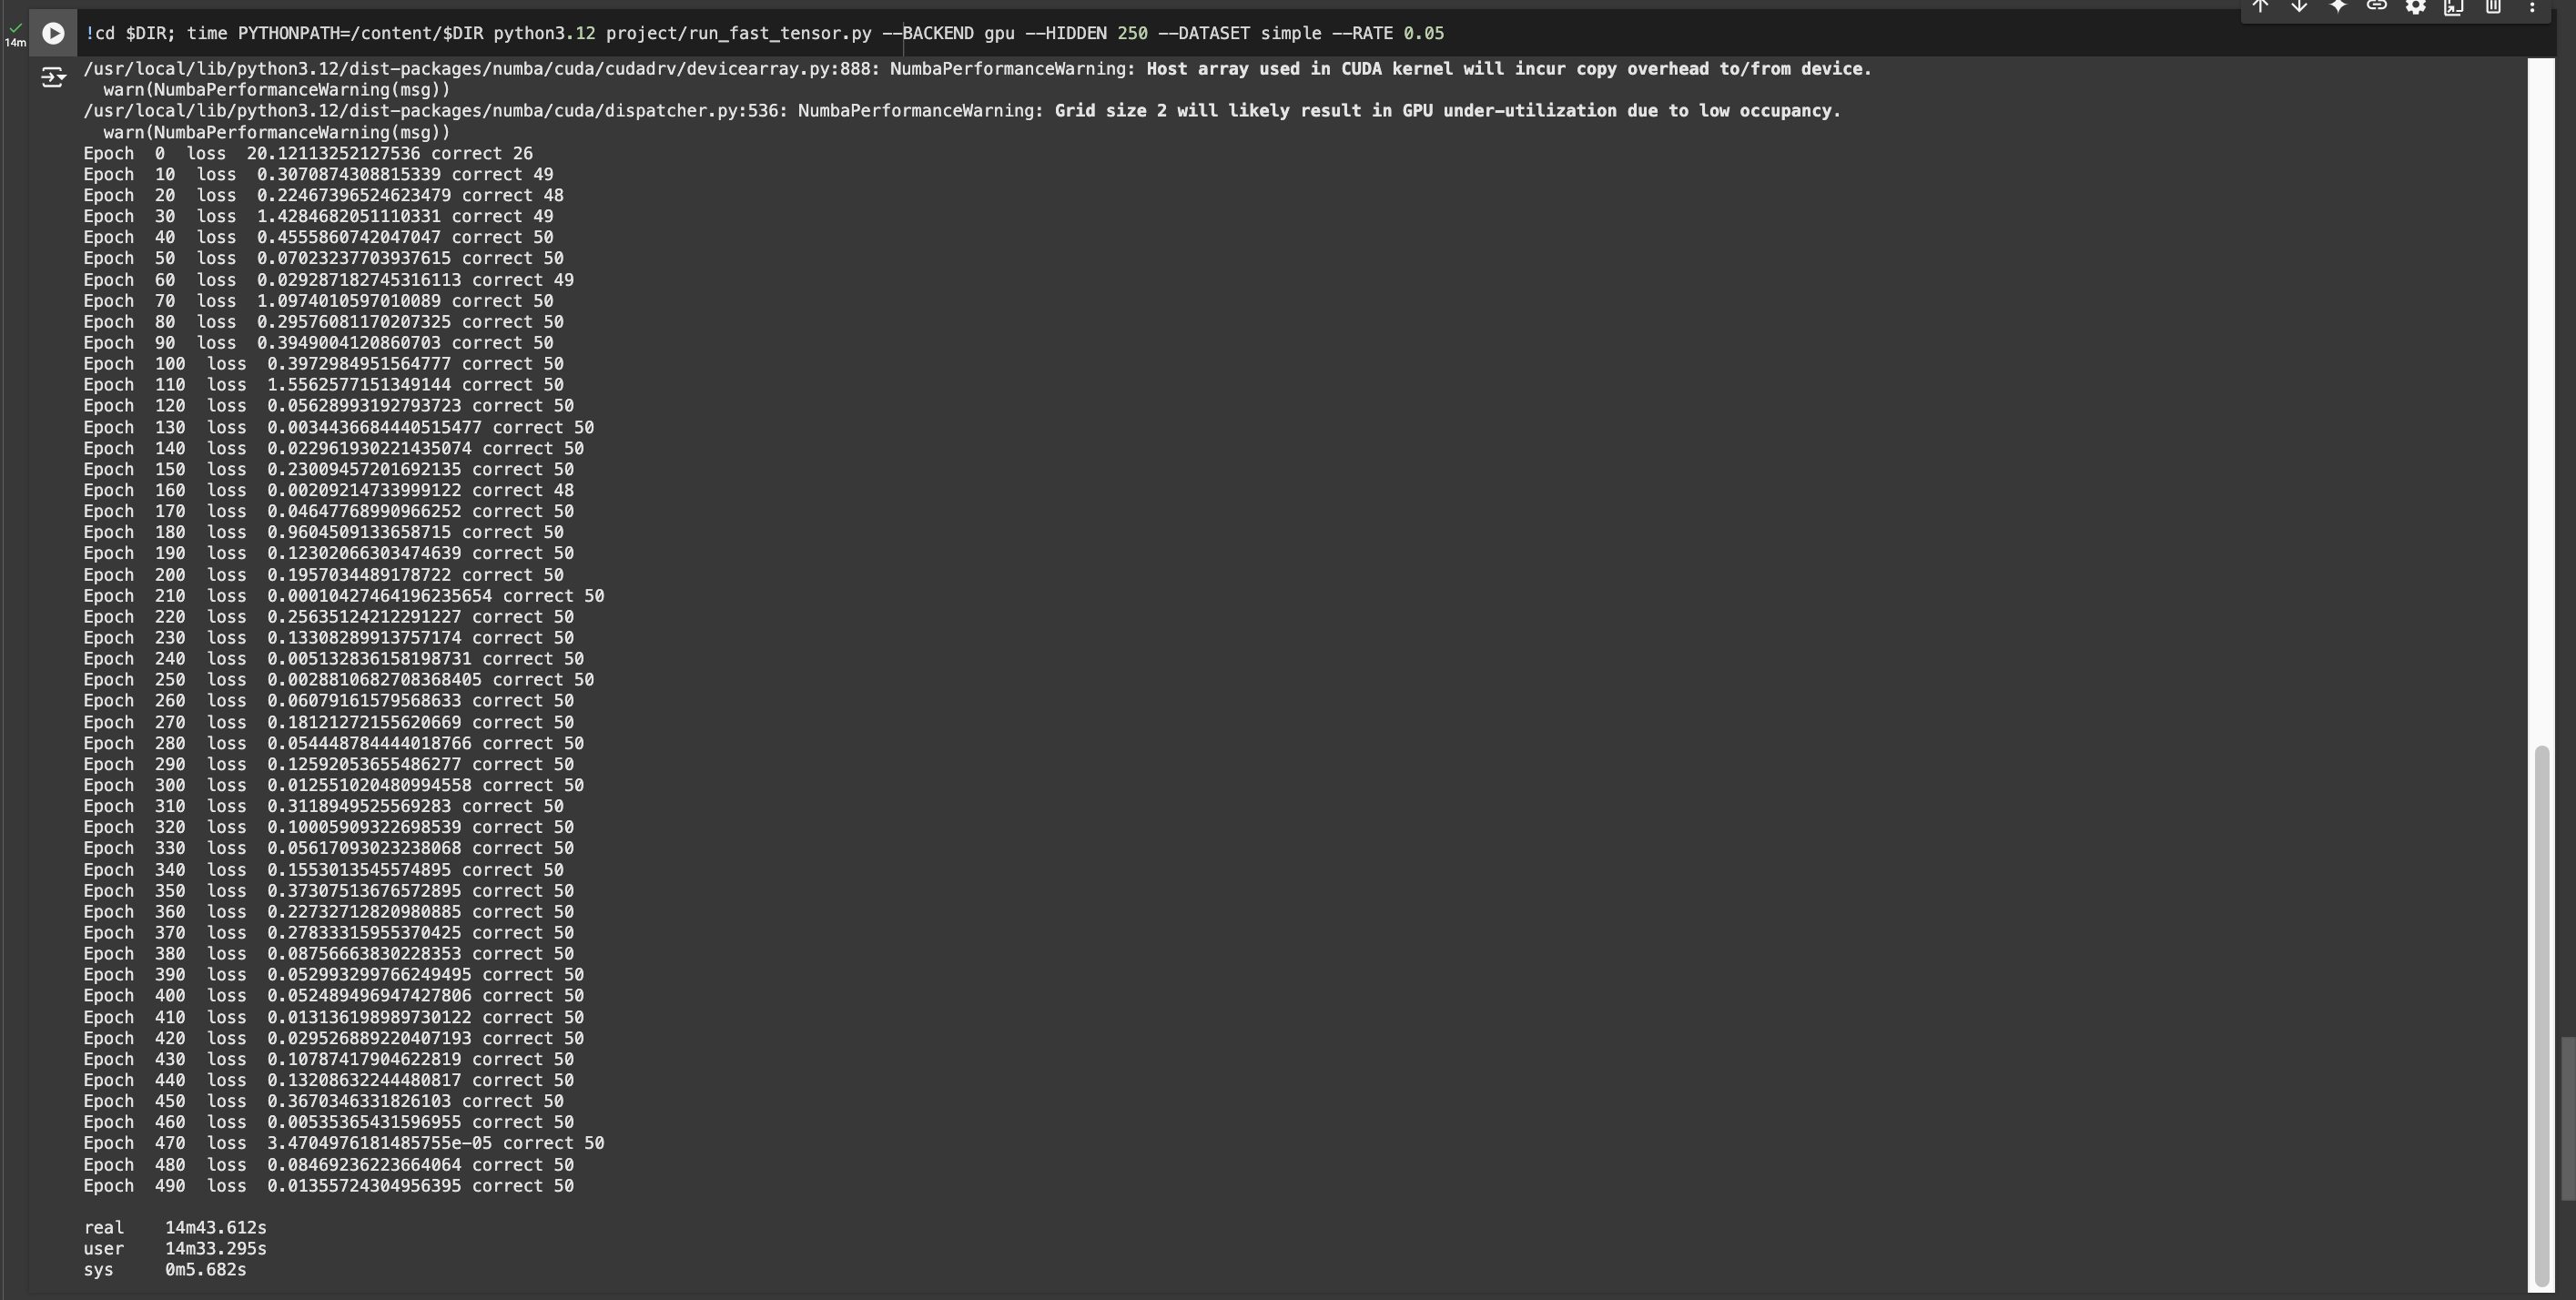 14m
!cd $DIR; time PYTHONPATH=/content/$DIR python3.12 project/run_fast_tensor.py --BACKEND gpu --HIDDEN 250 --DATASET simple --RATE 0.05
/usr/local/lib/python3.12/dist-packages/numba/cuda/cudadrv/devicearray.py:888: NumbaPerformanceWarning: Host array used in CUDA kernel will incur copy overhead to/from device.
  warn(NumbaPerformanceWarning(msg))
/usr/local/lib/python3.12/dist-packages/numba/cuda/dispatcher.py:536: NumbaPerformanceWarning: Grid size 2 will likely result in GPU under-utilization due to low occupancy.
  warn(NumbaPerformanceWarning(msg))
Epoch  0  loss  20.12113252127536 correct 26
Epoch  10  loss  0.3070874308815339 correct 49
Epoch  20  loss  0.22467396524623479 correct 48
Epoch  30  loss  1.4284682051110331 correct 49
Epoch  40  loss  0.4555860742047047 correct 50
Epoch  50  loss  0.07023237703937615 correct 50
Epoch  60  loss  0.029287182745316113 correct 49
Epoch  70  loss  1.0974010597010089 correct 50
Epoch  80  loss  0.29576081170207325 correct 50
Epoch  90  loss  0.3949004120860703 correct 50
Epoch  100  loss  0.3972984951564777 correct 50
Epoch  110  loss  1.5562577151349144 correct 50
Epoch  120  loss  0.05628993192793723 correct 50
Epoch  130  loss  0.0034436684440515477 correct 50
Epoch  140  loss  0.022961930221435074 correct 50
Epoch  150  loss  0.23009457201692135 correct 50
Epoch  160  loss  0.00209214733999122 correct 48
Epoch  170  loss  0.04647768990966252 correct 50
Epoch  180  loss  0.9604509133658715 correct 50
Epoch  190  loss  0.12302066303474639 correct 50
Epoch  200  loss  0.1957034489178722 correct 50
Epoch  210  loss  0.00010427464196235654 correct 50
Epoch  220  loss  0.25635124212291227 correct 50
Epoch  230  loss  0.13308289913757174 correct 50
Epoch  240  loss  0.005132836158198731 correct 50
Epoch  250  loss  0.0028810682708368405 correct 50
Epoch  260  loss  0.06079161579568633 correct 50
Epoch  270  loss  0.18121272155620669 correct 50
Epoch  280  loss  0.054448784444018766 correct 50
Epoch  290  loss  0.12592053655486277 correct 50
Epoch  300  loss  0.012551020480994558 correct 50
Epoch  310  loss  0.3118949525569283 correct 50
Epoch  320  loss  0.10005909322698539 correct 50
Epoch  330  loss  0.05617093023238068 correct 50
Epoch  340  loss  0.1553013545574895 correct 50
Epoch  350  loss  0.37307513676572895 correct 50
Epoch  360  loss  0.22732712820980885 correct 50
Epoch  370  loss  0.27833315955370425 correct 50
Epoch  380  loss  0.08756663830228353 correct 50
Epoch  390  loss  0.052993299766249495 correct 50
Epoch  400  loss  0.052489496947427806 correct 50
Epoch  410  loss  0.013136198989730122 correct 50
Epoch  420  loss  0.029526889220407193 correct 50
Epoch  430  loss  0.10787417904622819 correct 50
Epoch  440  loss  0.13208632244480817 correct 50
Epoch  450  loss  0.3670346331826103 correct 50
Epoch  460  loss  0.00535365431596955 correct 50
Epoch  470  loss  3.4704976181485755e-05 correct 50
Epoch  480  loss  0.08469236223664064 correct 50
Epoch  490  loss  0.01355724304956395 correct 50
real    14m43.612s
user    14m33.295s
sys     0m5.682s